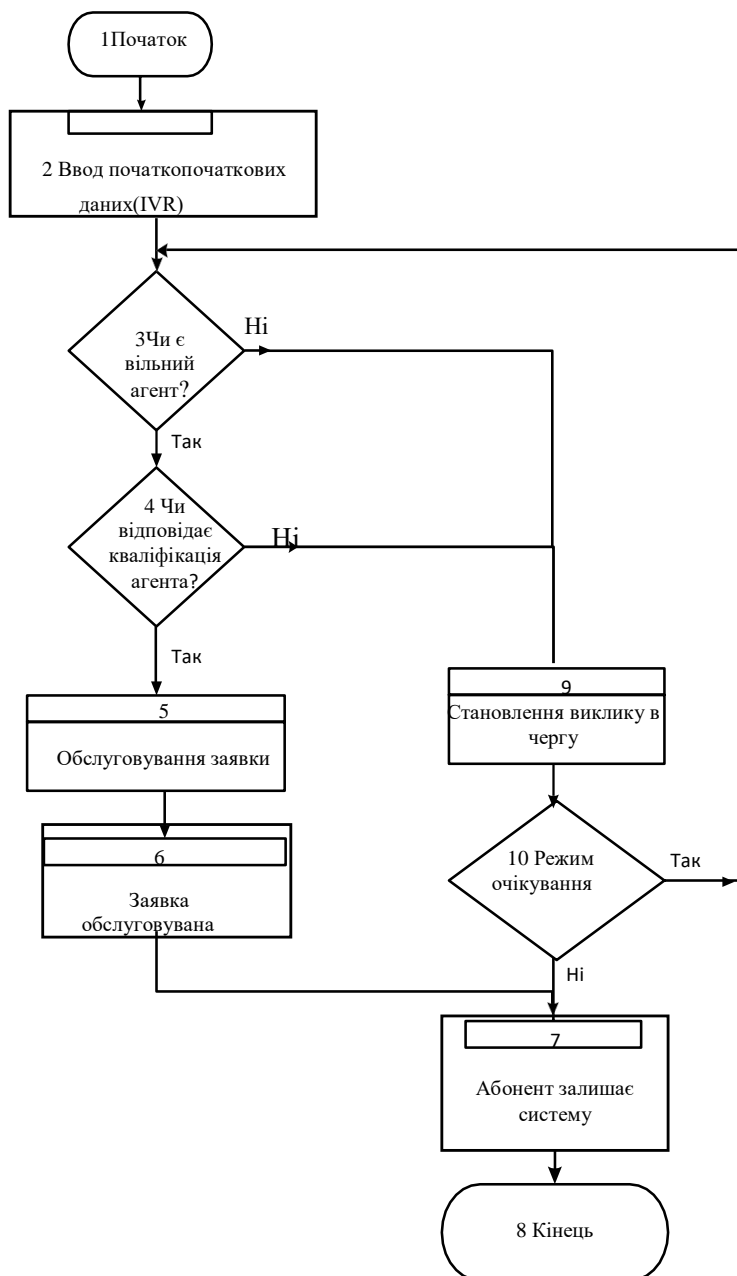 1Початок
2 Ввод початкопочаткових
даних(IVR)
3Чи є
вільний
агент?
Ні
Так
4 Чи
відповідає
кваліфікація
агента?
Ні
Так
5
Обслуговування заявки
6
Заявка
обслуговувана
9
Становлення виклику в
чергу
10 Режим
очікування
Так
Ні
7
Абонент залишає
систему
8 Кінець